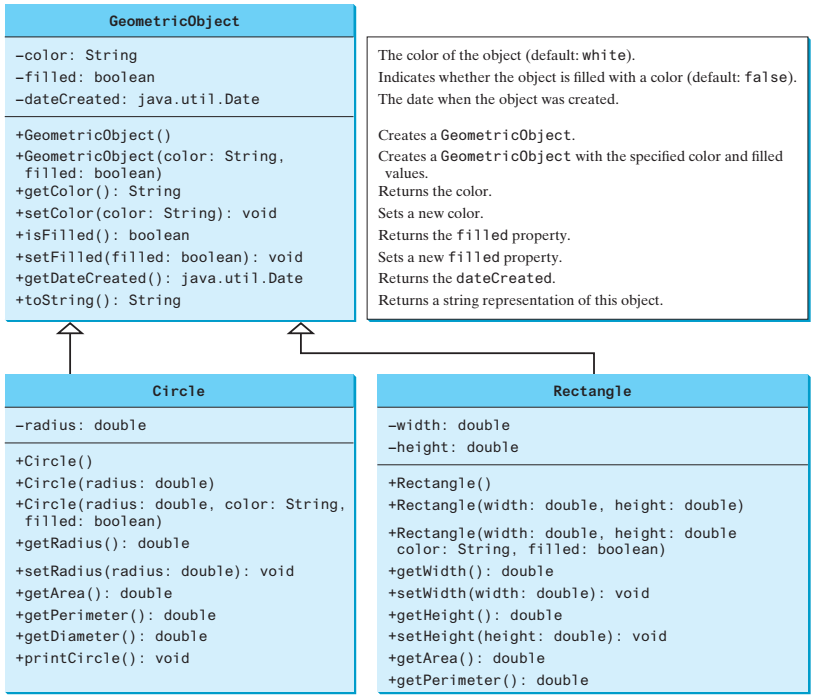 GeometricObject
–color: String
–filled: boolean
–dateCreated: java.util.Date
+GeometricObject()
+GeometricObject(color: String,
filled: boolean)
+getColor(): String
+setColor(color: String): void
+isFilled(): boolean
+setFilled(filled: boolean): void
+getDateCreated(): java.util.Date
+toString(): String
The color of the object (default: white).
Indicates whether the object is filled with a color (default: false).
The date when the object was created.
Creates a GeometricObject.
Creates a GeometricObject with the specified color and filled
values.
Returns the color.
Sets a new color.
Returns the filled property.
Sets a new filled property.
Returns the dateCreated.
Returns a string representation of this object.
Circle
–radius: double
+Circle()
+Circle(radius: double)
+Circle(radius: double, color: String,
filled: boolean)
+getRadius(): double
+setRadius(radius: double): void
+getArea(): double
+getPerimeter(): double
+getDiameter(): double
+printCircle(): void
Rectangle
–width: double
–height: double
+Rectangle()
+Rectangle(width: double, height: double)
+Rectangle(width: double, height: double
color: String, filled: boolean)
+getWidth(): double
+setWidth(width: double): void
+getHeight(): double
+setHeight(height: double): void
+getArea(): double
+getPerimeter(): double